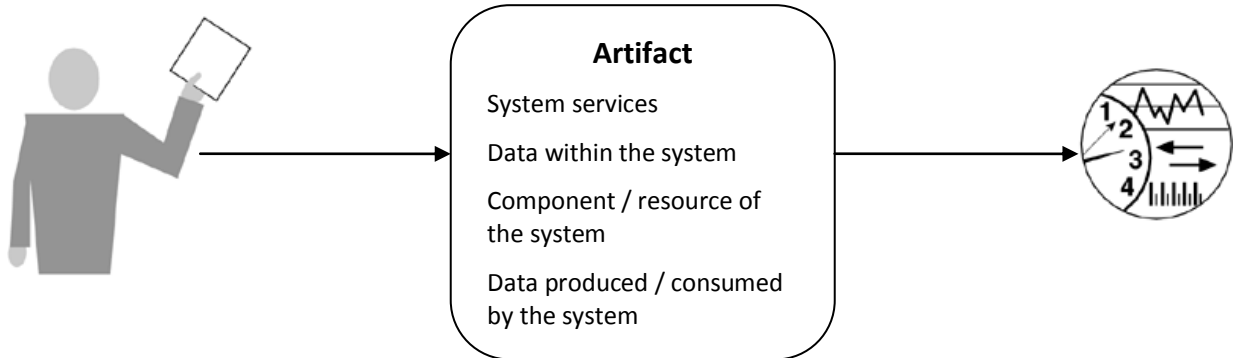 Artifact
System services
Data within the system
Component / resource of
the system
Data produced / consumed
by the system
1
2
3
4